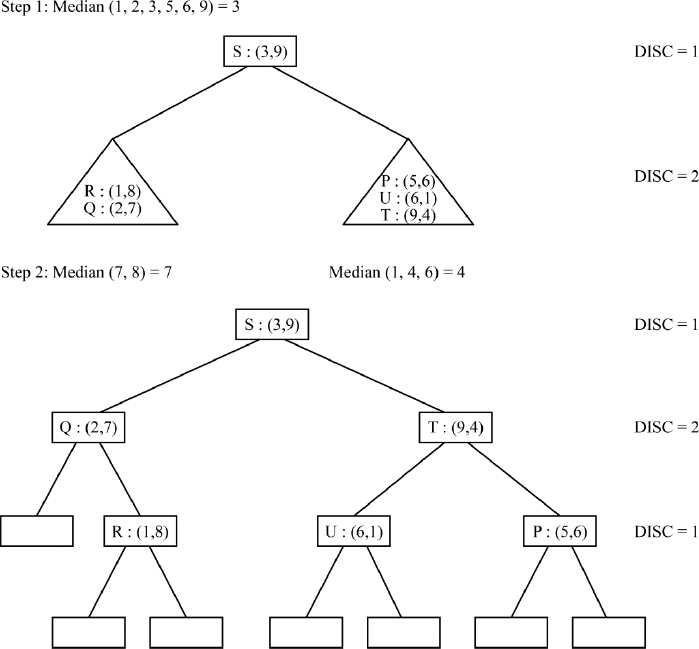 Step 1: Median (1, 2, 3, 5, 6, 9) = 3
S : (3,9) DISC = 1
R : (1,8)
Q : (2,7)
P : (5,6)
U : (6,1)
T : (9,4)
DISC = 2
Step 2: Median (7, 8) = 7 Median (1, 4, 6) = 4
S : (3,9) DISC = 1
Q : (2,7) T : (9,4) DISC = 2
R : (1,8) U : (6,1) P : (5,6) DISC = 1